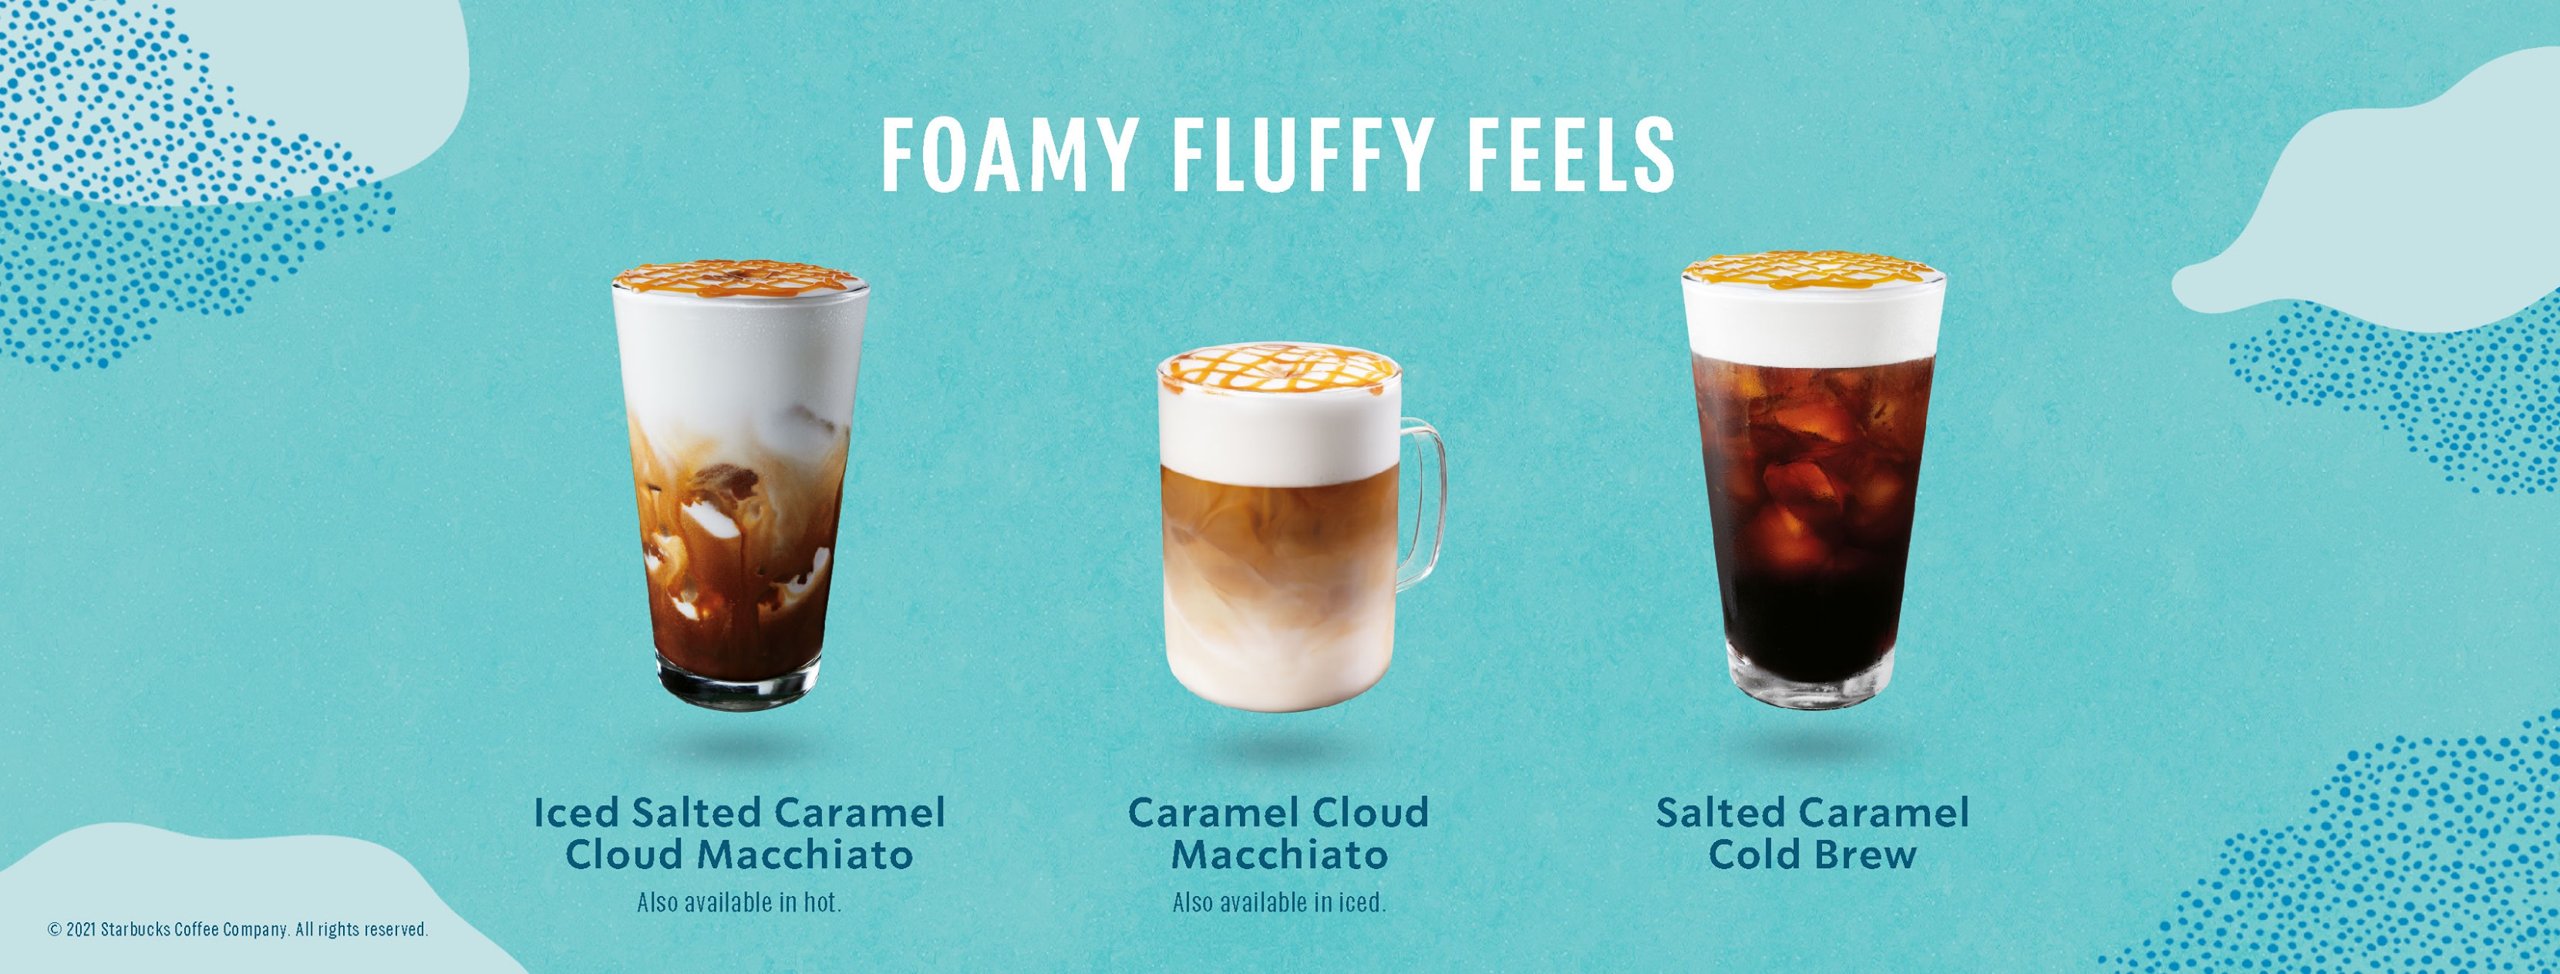 FOAMY FLUFFY FEELS
Iced Salted Caramel
Cloud Macchiato
Also available in hot.
Caramel Cloud
Macchiato
Also available in iced.
Salted Caramel
Cold Brew
© 2021 Starbucks Coffee Company. All rights reserved.